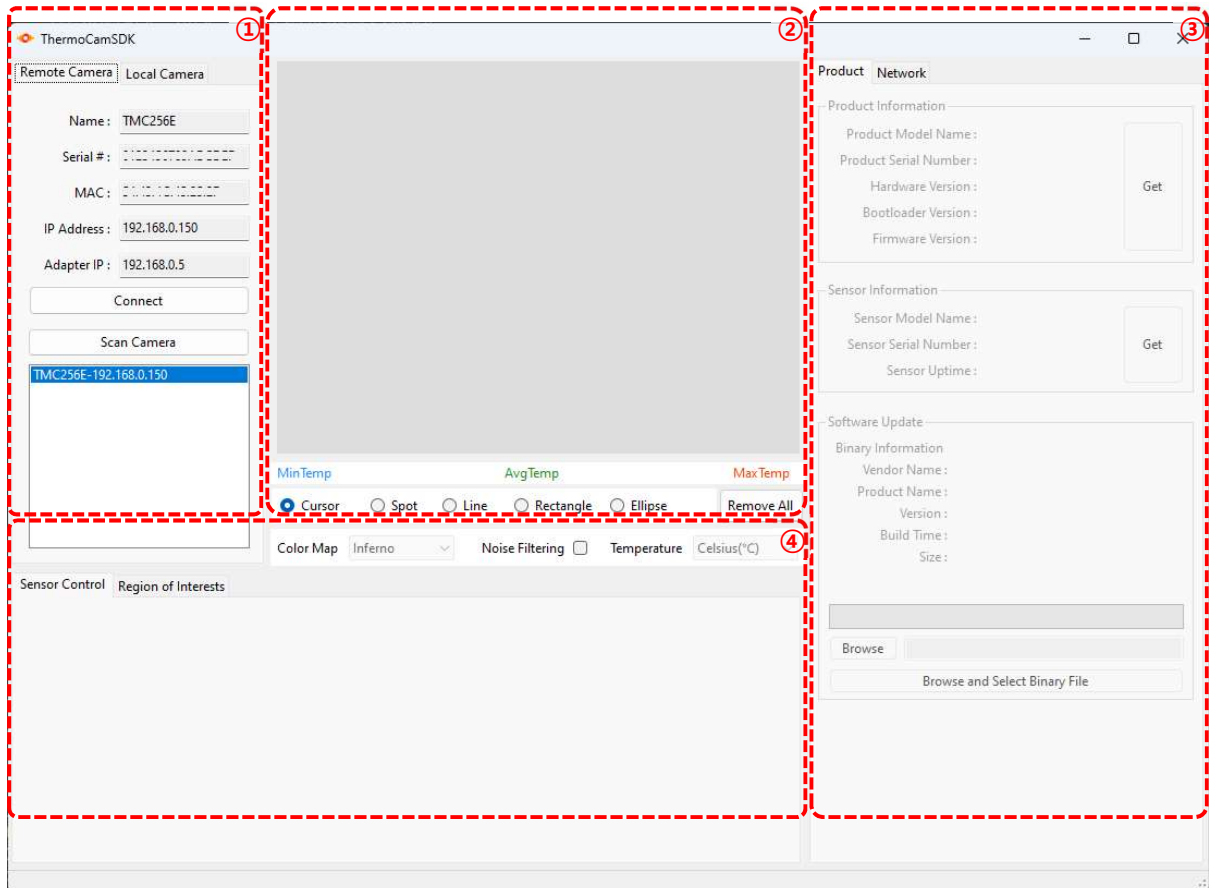 ①
②
③
ThermoCamSDK
Remote Camera Local Camera
Name : TMC256E
Serial # :
MAC :
IP Address : 192.168.0.150
Adapter IP : 192.168.0.5
Connect
Scan Camera
TMC256E-192.168.0.150
MinTemp AvgTemp MaxTemp
Cursor Spot Line Rectangle Ellipse Remove All
Color Map Inferno Noise Filtering Temperature Celsius(°C)
④
Sensor Control Region of Interests
Product Network
Product Information
Product Model Name :
Product Serial Number :
Hardware Version :
Bootloader Version :
Firmware Version :
Get
Sensor Information
Sensor Model Name :
Sensor Serial Number :
Sensor Uptime :
Get
Software Update
Binary Information
Vendor Name :
Product Name :
Version :
Build Time :
Size :
Browse
Browse and Select Binary File